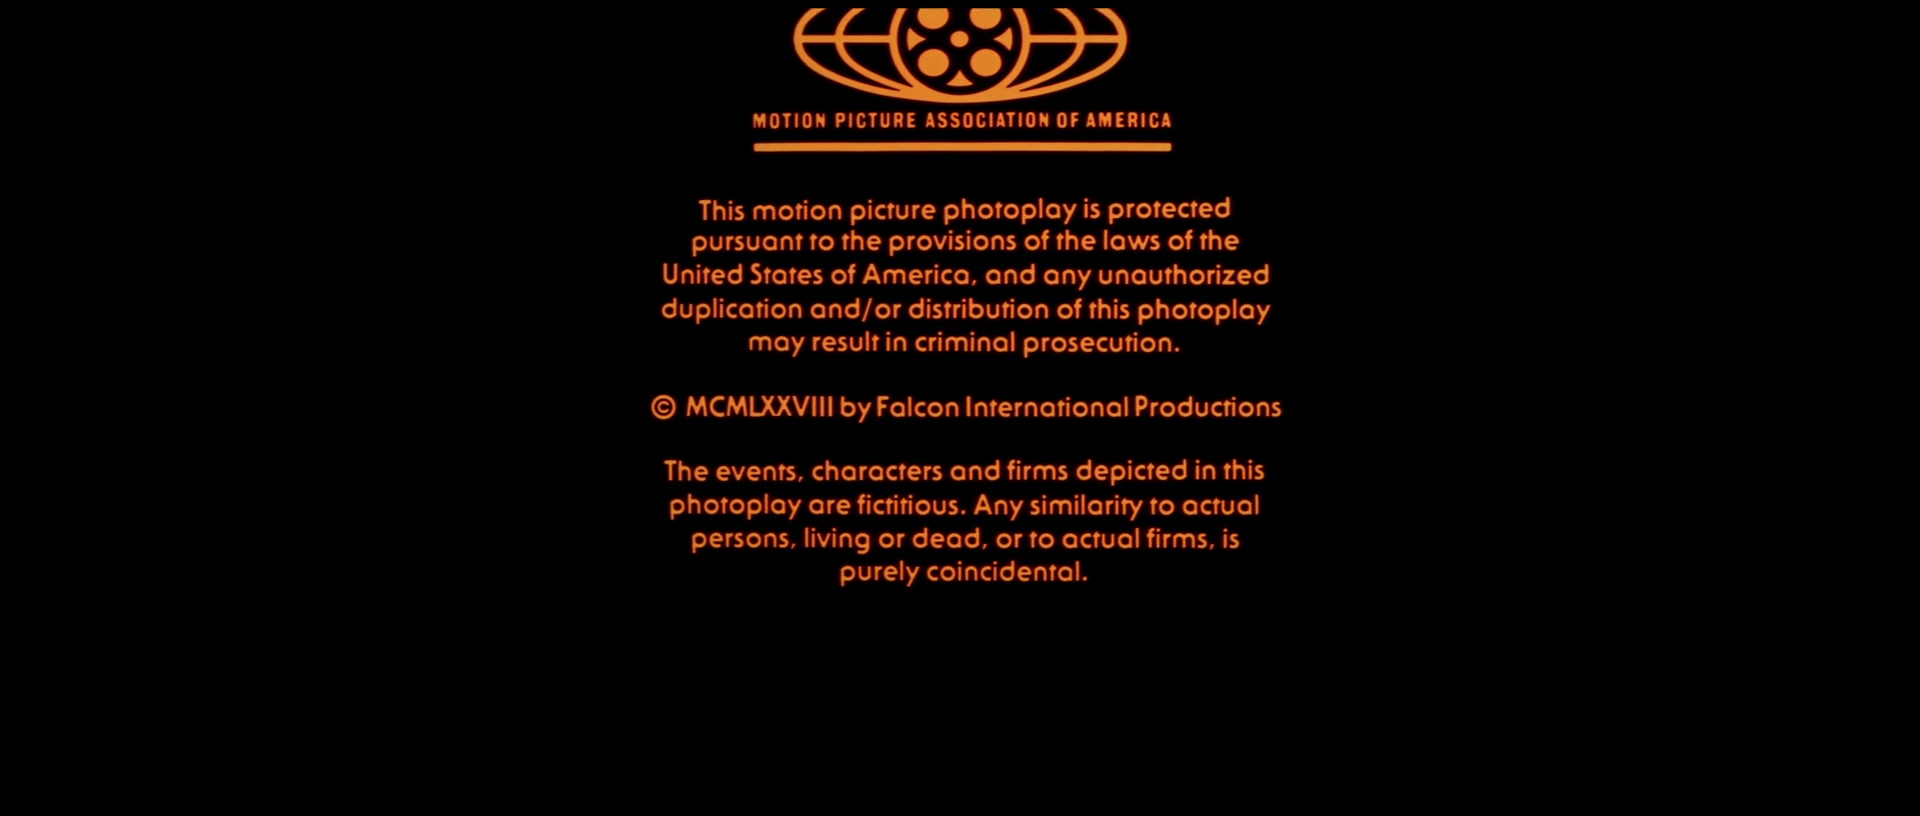 MOTION PICTURE ASSOCIATION OF AMERICA
This motion picture photoplay is protected
pursuant to the provisions of the laws of the
United States of America, and any unauthorized
duplication and/or distribution of this photoplay
may result in criminal prosecution.
© MCMLXXVIII by Falcon International Productions
The events, characters and firms depicted in this
photoplay are fictitious. Any similarity to actual
persons, living or dead, or to actual firms, is
purely coincidental.